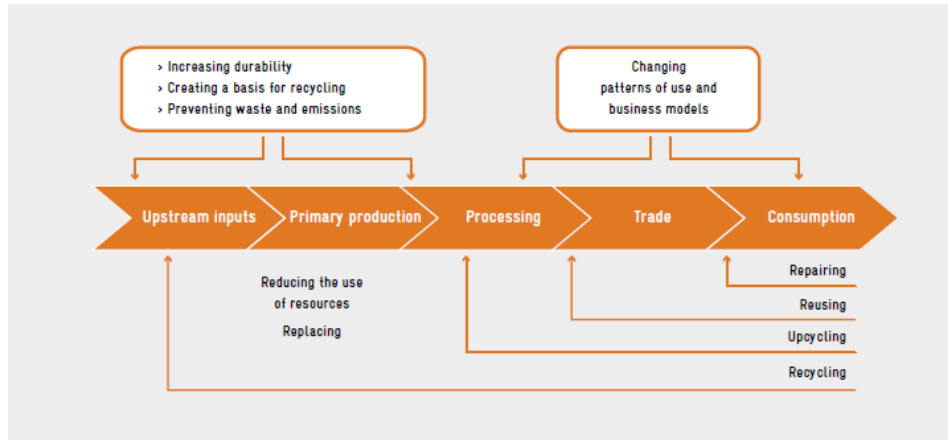 > Increasing durability
> Creating a basis for recycling
> Preventing waste and emissions
Changing
patterns of use and
business models
Upstream inputs
Primary production
Processing
Trade
Consumption
Reducing the use
of resources
Replacing
Repairing
Reusing
Upcycling
Recycling